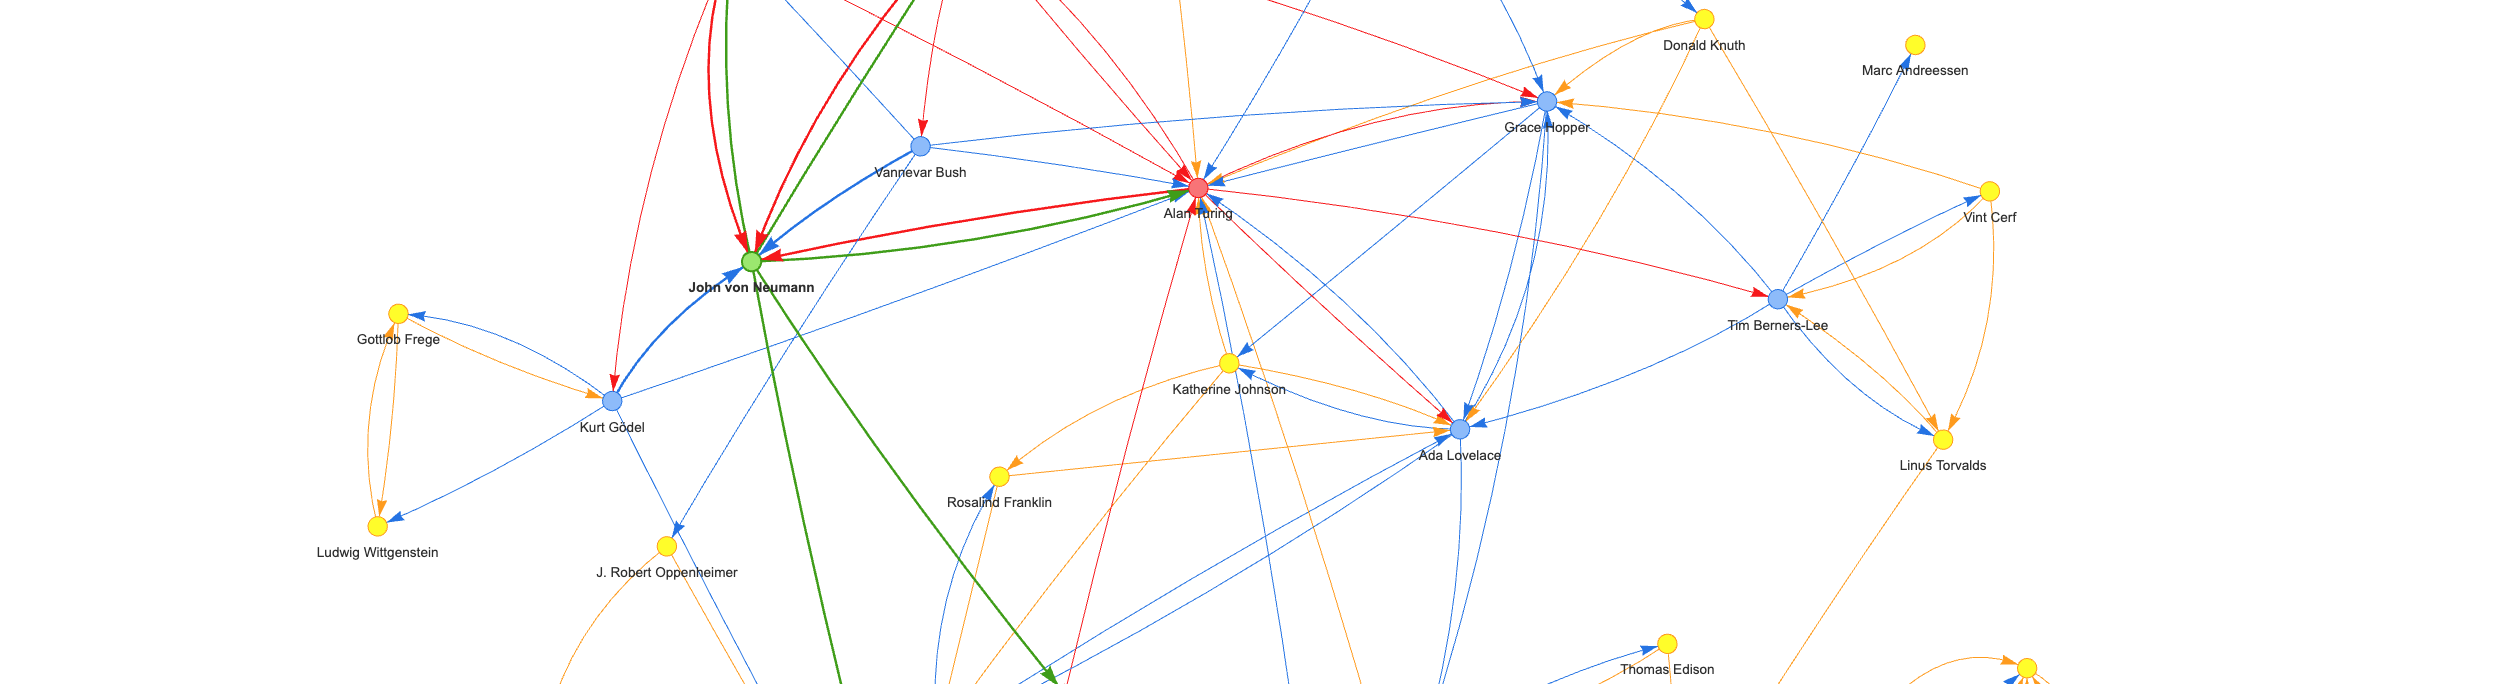 Donald Knuth
Marc Andreessen
Grace Hopper
Vannevar Bush
Alan Turing
Vint Cerf
John von Neumann
Tim Berners-Lee
Gottlob Frege
Katherine Johnson
Kurt Gödel
Ada Lovelace
Linus Torvalds
Rosalind Franklin
Ludwig Wittgenstein
J. Robert Oppenheimer
Thomas Edison